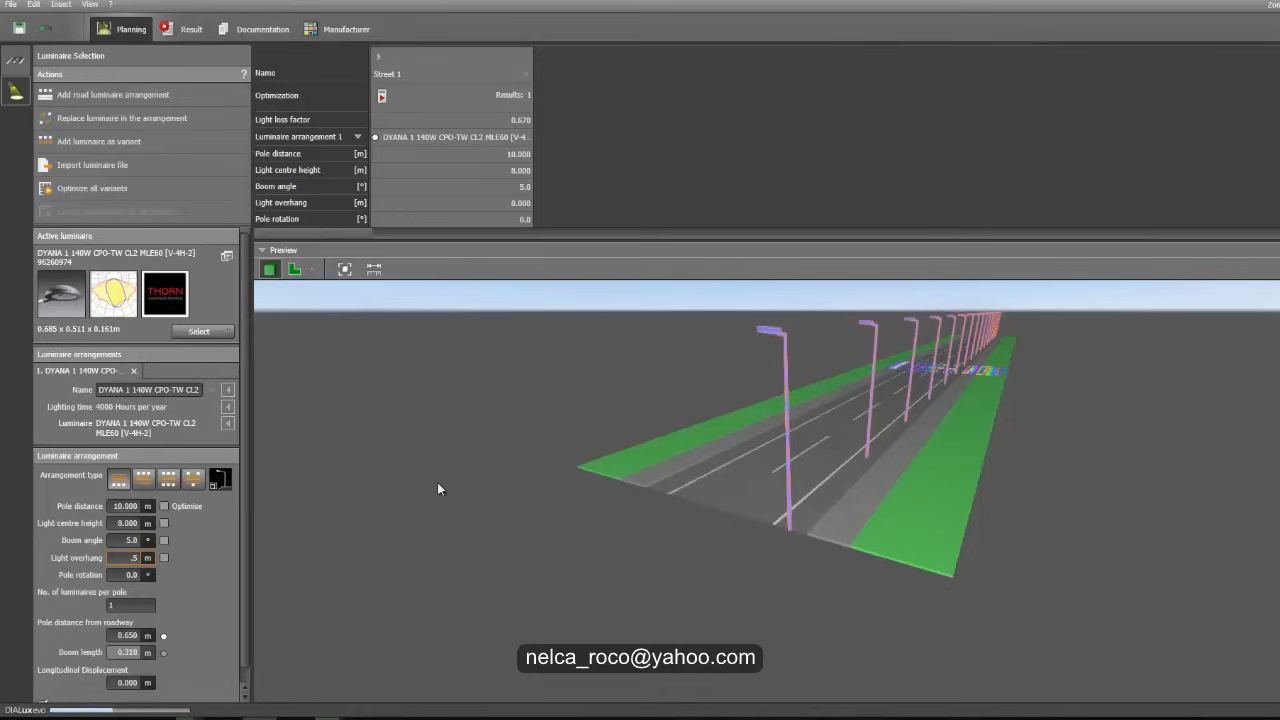 File Edit Insert View ?
Planning Result Documentation Manufacturer
Luminaire Selection
Actions ?
Add road luminaire arrangement
Replace luminaire in the arrangement
Add luminaire as variant
Import luminaire file
Optimize all variants
Active luminaire
DYANA 1 140W CPO-TW CL2 MLE60 [V-4H-2]
96260974
THORN
0.685 x 0.511 x 0.161m Select
Luminaire arrangements
1. DYANA 1 140W CPO-...
Name DYANA 1 140W CPO-TW CL2
Lighting time 4000 Hours per year
Luminaire DYANA 1 140W CPO-TW CL2
MLE60 [V-4H-2]
Luminaire arrangement
Arrangement type
Pole distance 10.000 m Optimise
Light centre height 8.000 m
Boom angle 5.0 °
Light overhang .5 m
Pole rotation 0.0 °
No. of luminaires per pole
1
Pole distance from roadway
0.650 m
Boom length 0.318 m
Longitudinal Displacement
0.000 m
DIALux evo
Name Street 1
Optimization Results: 1
Light loss factor 0.670
Luminaire arrangement 1 DYANA 1 140W CPO-TW CL2 MLE60 [V-4...
Pole distance [m] 10.000
Light centre height [m] 8.000
Boom angle [°] 5.0
Light overhang [m] 0.000
Pole rotation [°] 0.0
Preview
nelca_roco@yahoo.com